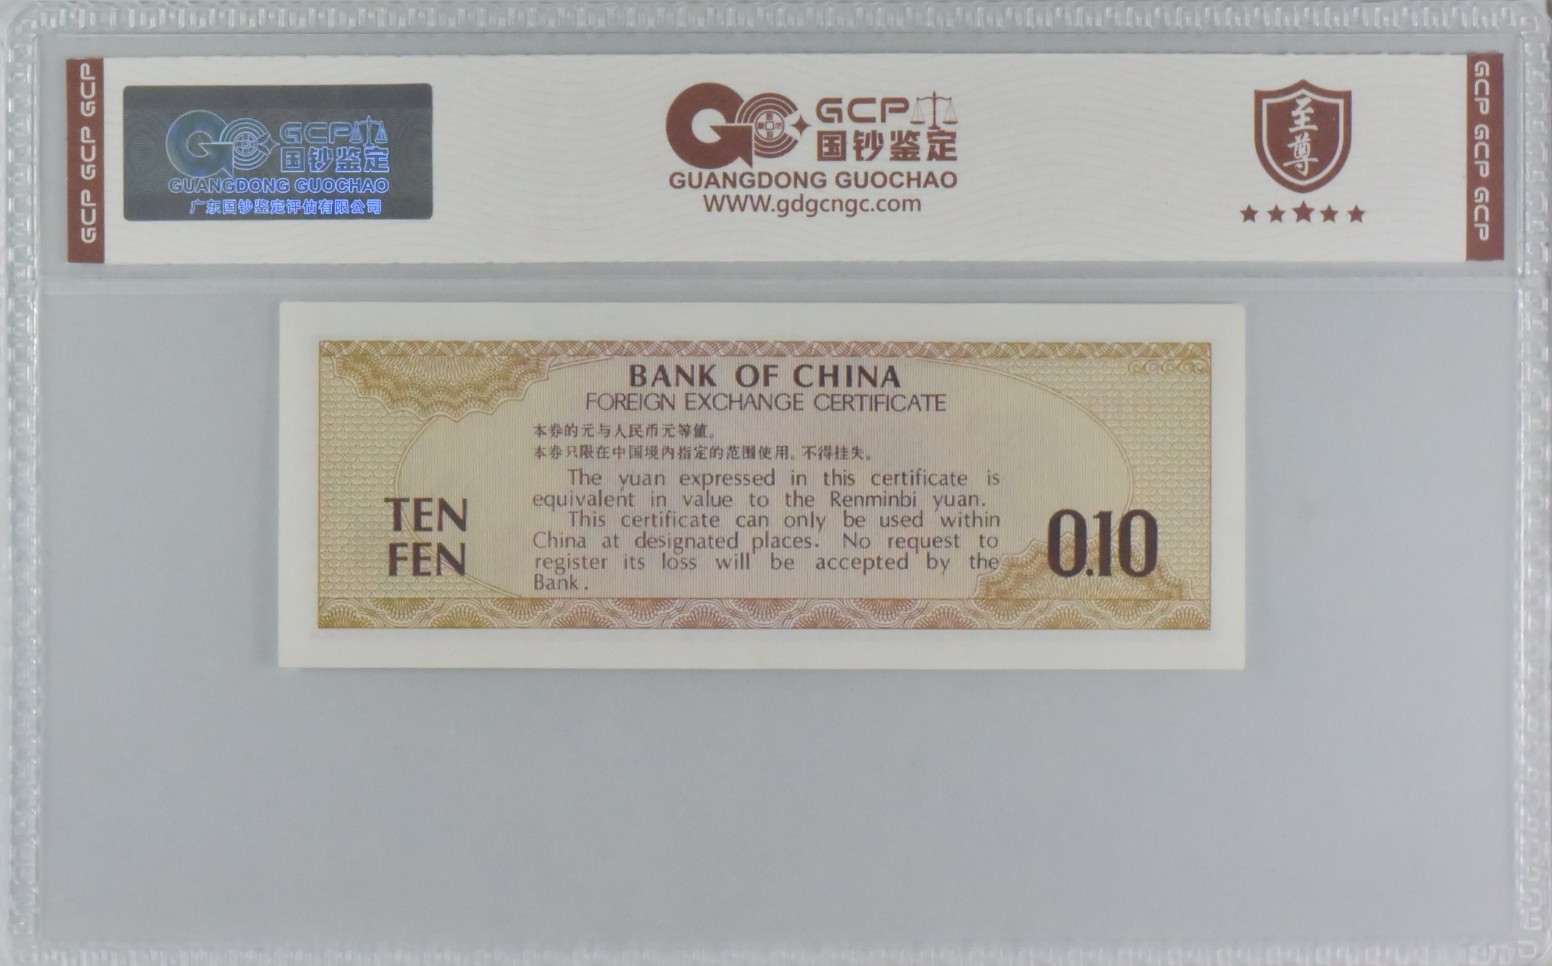 GCP GCP GCP
GCP
国钞鉴定
GUANGDONG GUOCHAO
广东国钞鉴定评估有限公司
GCP
国钞鉴定
GUANGDONG GUOCHAO
WWW.gdgcngc.com
至尊
GCP GCP GCP
BANK OF CHINA
FOREIGN EXCHANGE CERTIFICATE
本券的元与人民币元等值。
本券只限在中国境内指定的范围使用。不得挂失。
The yuan expressed in this certificate is
equivalent in value to the Renminbi yuan.
This certificate can only be used within
China at designated places. No request to
register its loss will be accepted by the
Bank.
TEN
FEN
0.10